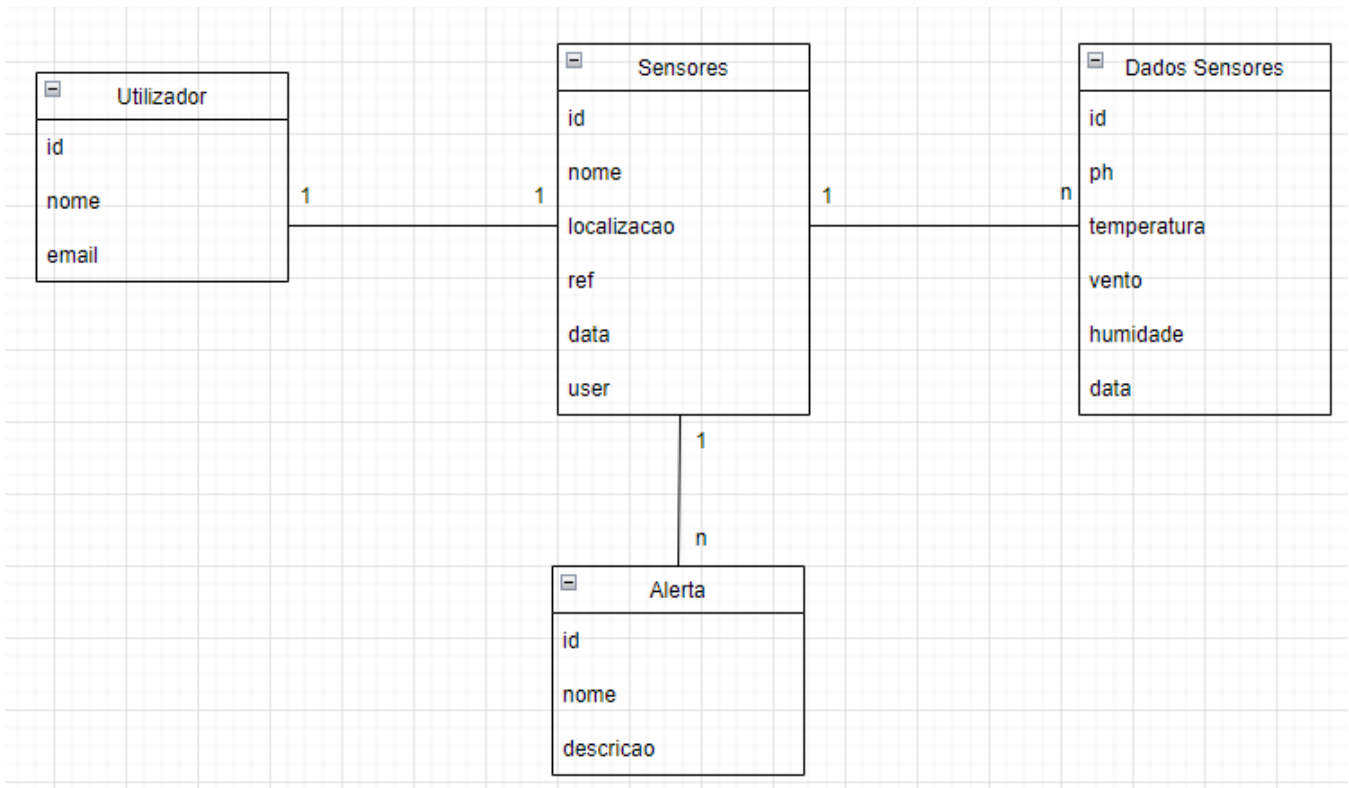 Utilizador
id
nome
email
1
1
Sensores
id
nome
localizacao
ref
data
user
1
n
Dados Sensores
id
ph
temperatura
vento
humidade
data
1
n
Alerta
id
nome
descricao